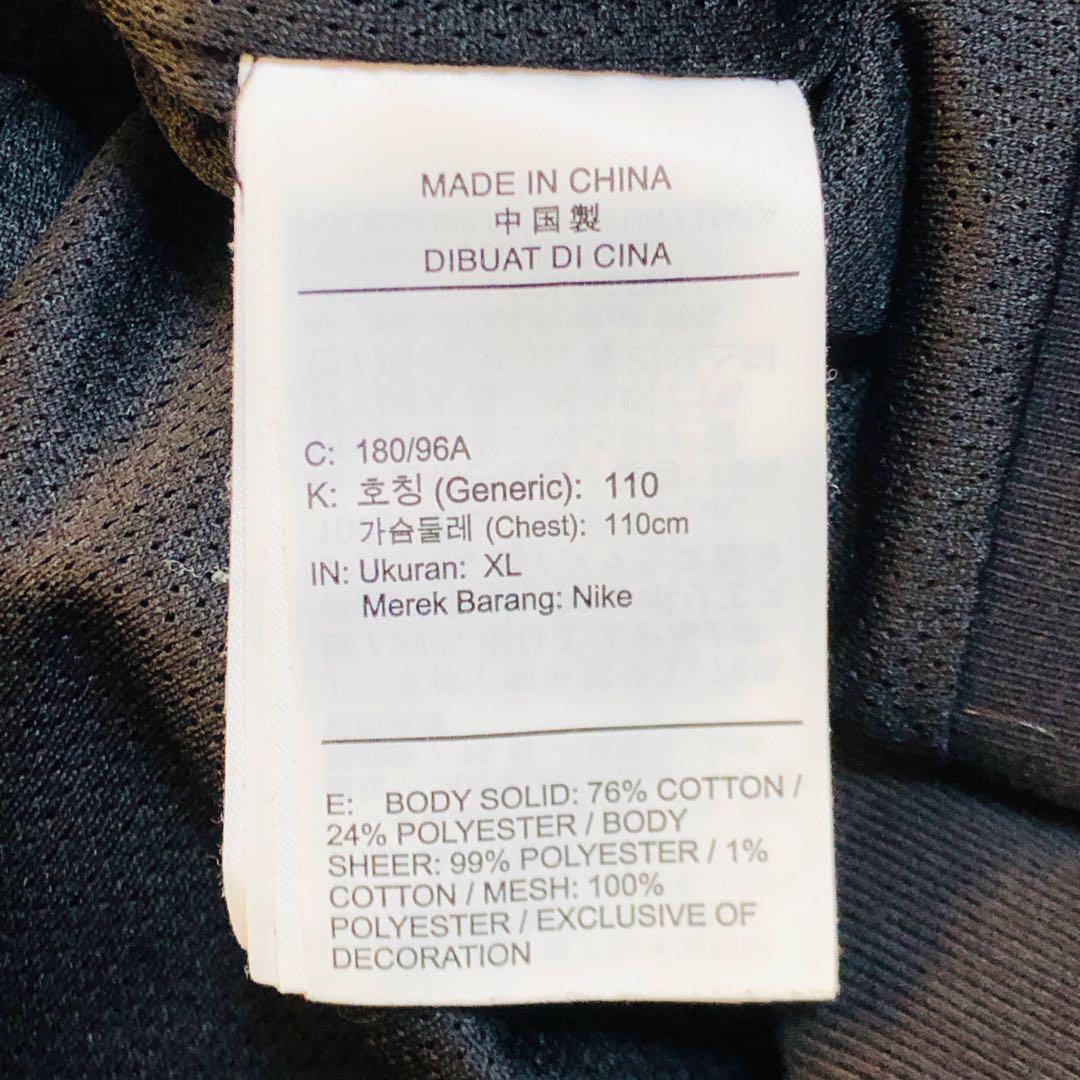 MADE IN CHINA
中国製
DIBUAT DI CINA
C: 180/96A
K: 호칭 (Generic): 110
가슴둘레 (Chest): 110cm
IN: Ukuran: XL
Merek Barang: Nike
E: BODY SOLID: 76% COTTON /
24% POLYESTER / BODY
SHEER: 99% POLYESTER / 1%
COTTON / MESH: 100%
POLYESTER / EXCLUSIVE OF
DECORATION